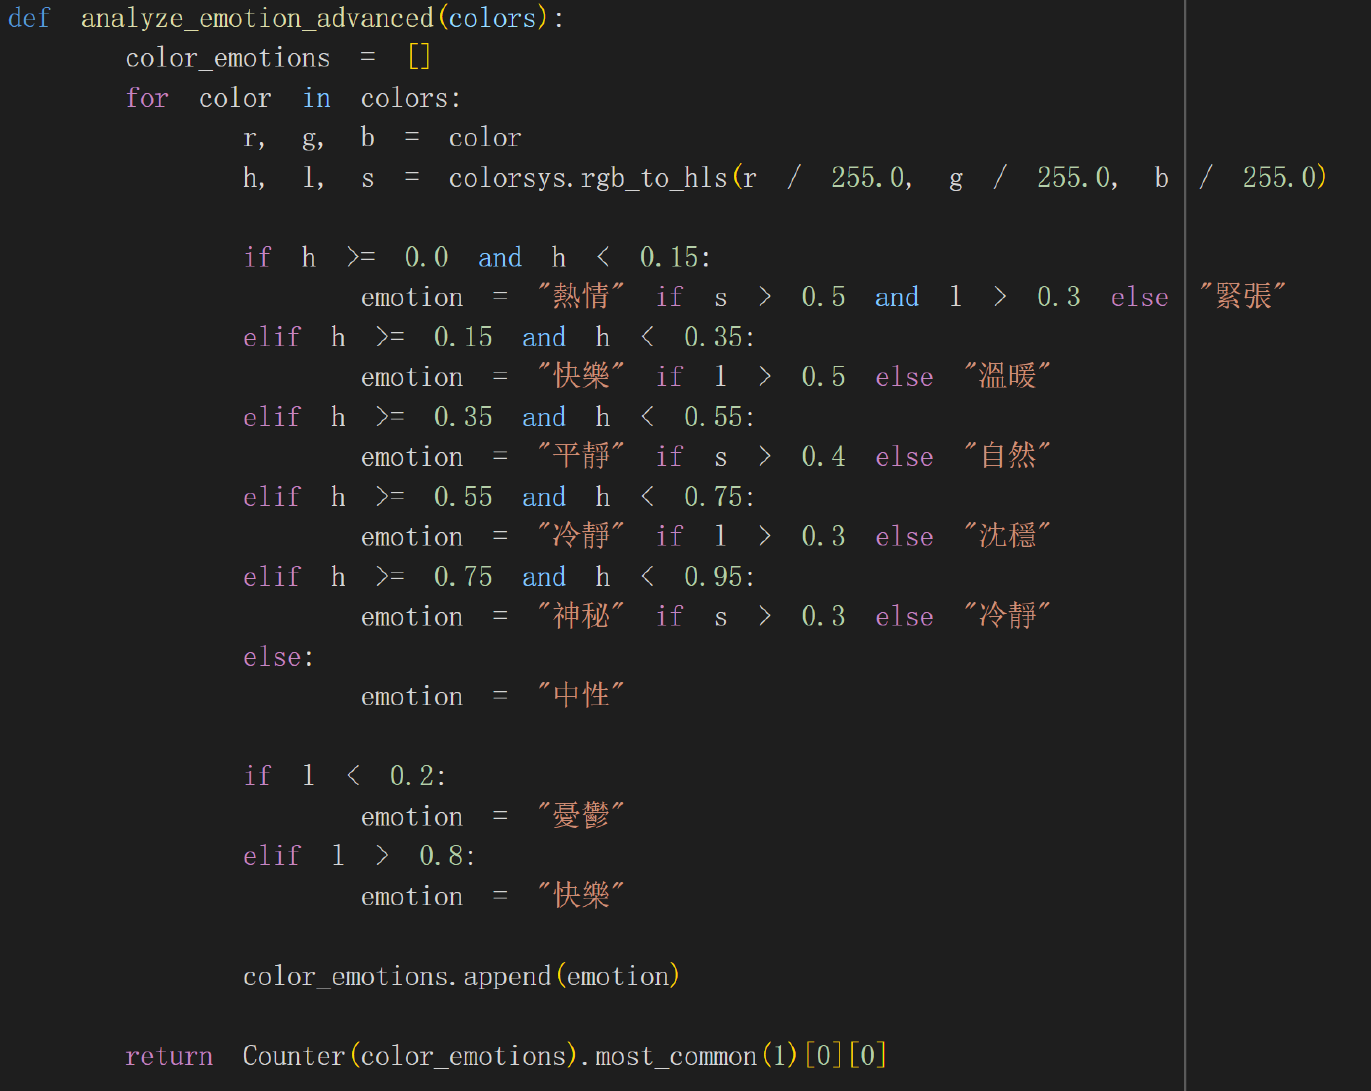 def analyze_emotion_advanced(colors):
    color_emotions = []
    for color in colors:
        r, g, b = color
        h, l, s = colorsys.rgb_to_hls(r / 255.0, g / 255.0, b / 255.0)
        if h >= 0.0 and h < 0.15:
            emotion = "熱情" if s > 0.5 and l > 0.3 else "緊張"
        elif h >= 0.15 and h < 0.35:
            emotion = "快樂" if l > 0.5 else "溫暖"
        elif h >= 0.35 and h < 0.55:
            emotion = "平靜" if s > 0.4 else "自然"
        elif h >= 0.55 and h < 0.75:
            emotion = "冷靜" if l > 0.3 else "沈穩"
        elif h >= 0.75 and h < 0.95:
            emotion = "神秘" if s > 0.3 else "冷靜"
        else:
            emotion = "中性"
        if l < 0.2:
            emotion = "憂鬱"
        elif l > 0.8:
            emotion = "快樂"
        color_emotions.append(emotion)
    return Counter(color_emotions).most_common(1)[0][0]